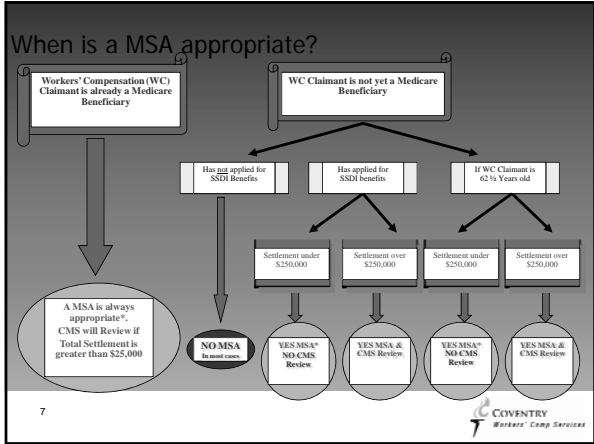 When is a MSA appropriate?
Workers' Compensation (WC)
Claimant is already a Medicare
Beneficiary
WC Claimant is not yet a Medicare
Beneficiary
Has not applied for
SSDI Benefits
Has applied for
SSDI benefits
If WC Claimant is
62 ½ Years old
Settlement under
$250,000
Settlement over
$250,000
Settlement under
$250,000
Settlement over
$250,000
A MSA is always
appropriate*.
CMS will Review if
Total Settlement is
greater than $25,000
NO MSA
In most cases
YES MSA*
NO CMS
Review
YES MSA &
CMS Review
YES MSA*
NO CMS
Review
YES MSA &
CMS Review
7
COVENTRY
Workers' Comp Services